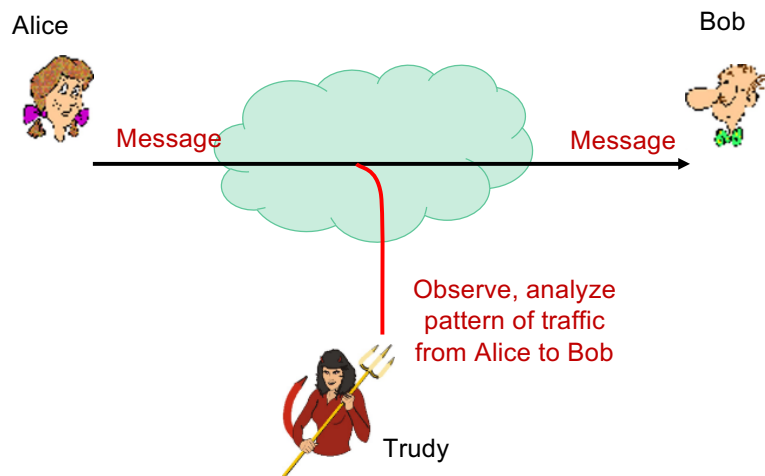 Alice
Bob
Message
Message
Observe, analyze
pattern of traffic
from Alice to Bob
Trudy